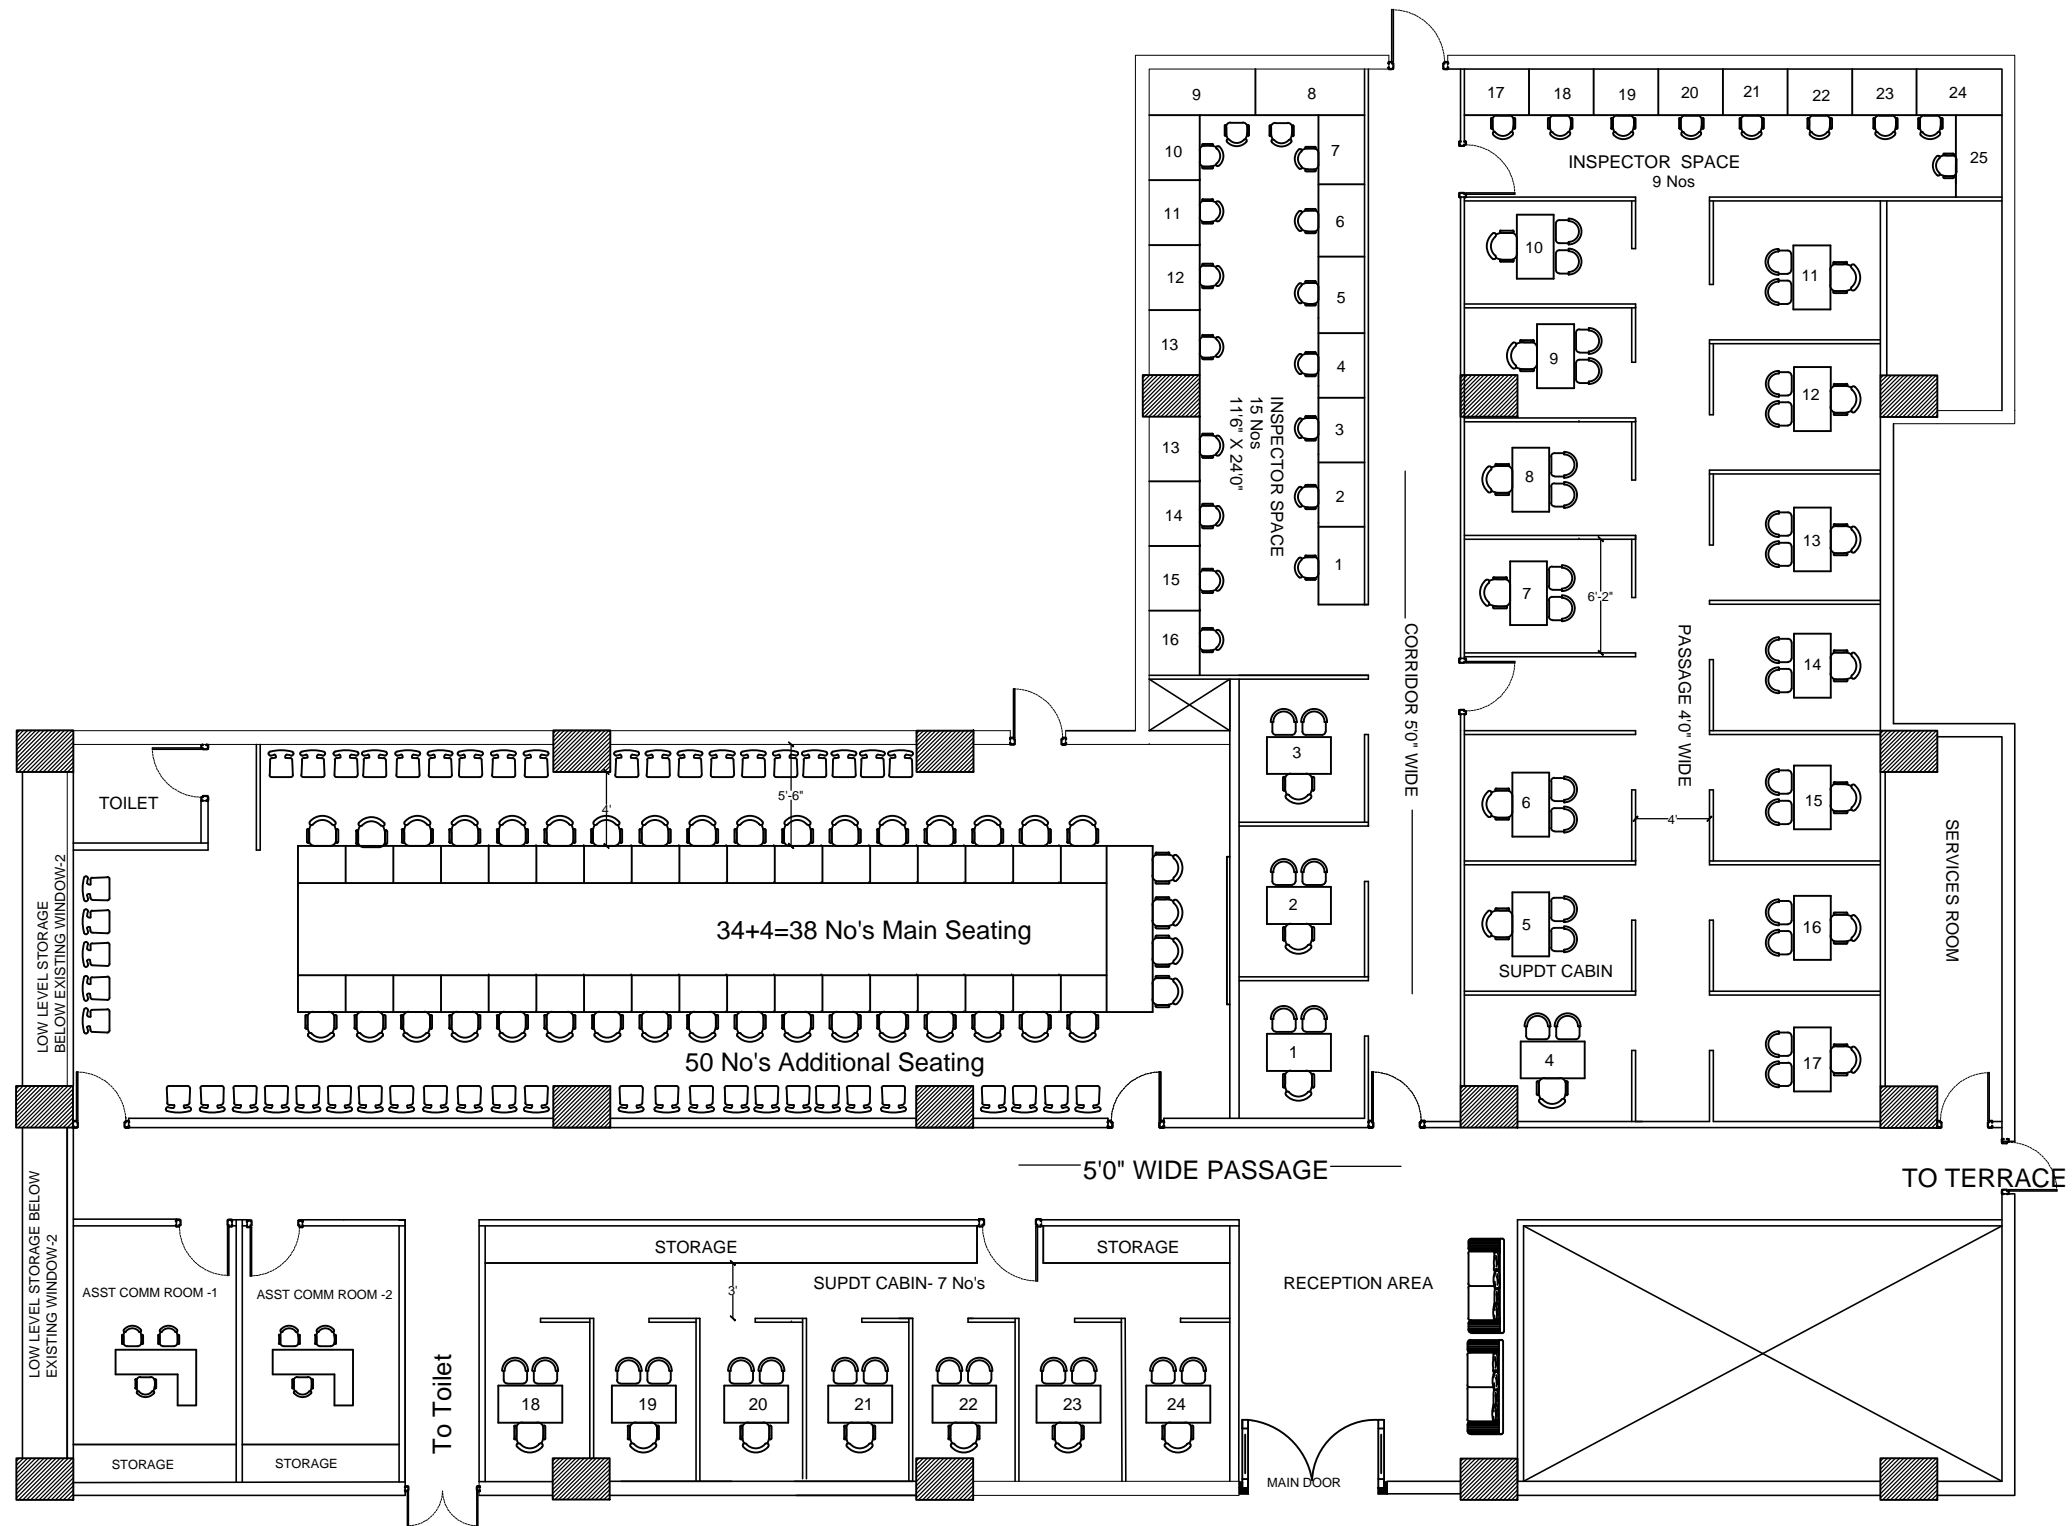 9
8
17
18
19
20
21
22
23
24
10
7
25
INSPECTOR SPACE
9 Nos
11
6
12
5
13
4
13
3
14
2
15
1
16
INSPECTOR SPACE
15 Nos
11'6" X 24'0"
10
11
9
12
8
13
7
6'-2"
14
CORRIDOR 5'0" WIDE
PASSAGE 4'0" WIDE
6
4'
15
5
SUPDT CABIN
16
4
17
SERVICES ROOM
3
2
1
TOILET
4'
5'-6"
34+4=38 No's Main Seating
50 No's Additional Seating
LOW LEVEL STORAGE
BELOW EXISTING WINDOW-2
5'0" WIDE PASSAGE
TO TERRACE
LOW LEVEL STORAGE BELOW
EXISTING WINDOW-2
ASST COMM ROOM -1
ASST COMM ROOM -2
STORAGE
STORAGE
To Toilet
STORAGE
STORAGE
3'
SUPDT CABIN- 7 No's
18
19
20
21
22
23
24
RECEPTION AREA
MAIN DOOR